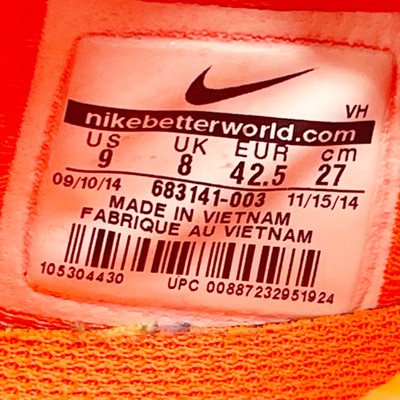 VH
nikebetterworld.com
US UK EUR cm
9 8 42.5 27
09/10/14 683141-003 11/15/14
MADE IN VIETNAM
FABRIQUE AU VIETNAM
105304430 UPC 00887232951924